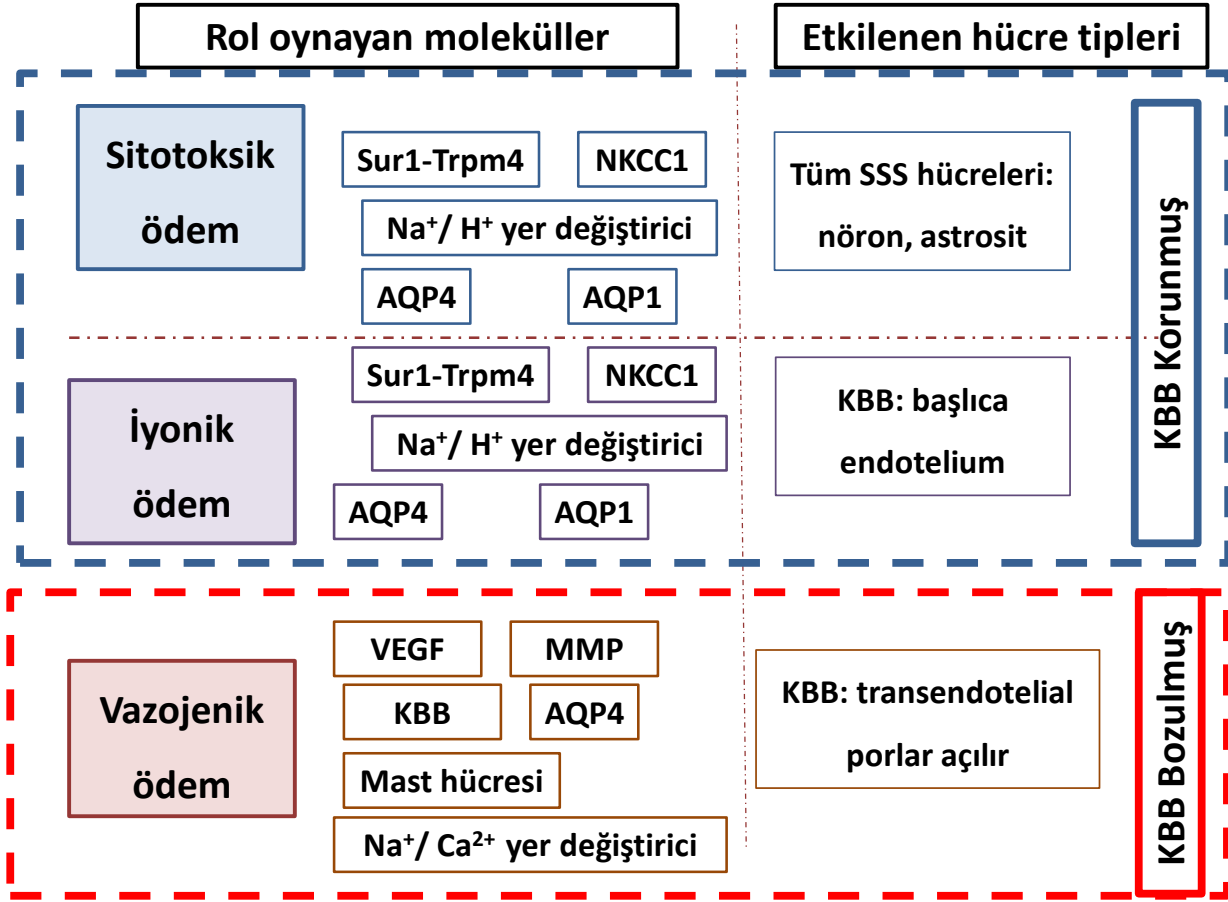 Rol oynayan moleküller
Etkilenen hücre tipleri
Sitotoksik
ödem
Sur1-Trpm4
NKCC1
Na⁺/ H⁺ yer değiştirici
AQP4
AQP1
Tüm SSS hücreleri:
nöron, astrosit
KBB Korunmuş
İyonik
ödem
Sur1-Trpm4
NKCC1
Na⁺/ H⁺ yer değiştirici
AQP4
AQP1
KBB: başlıca
endotelium
Vazojenik
ödem
VEGF
MMP
KBB
AQP4
Mast hücresi
Na⁺/ Ca²⁺ yer değiştirici
KBB: transendotelial
porlar açılır
KBB Bozulmuş